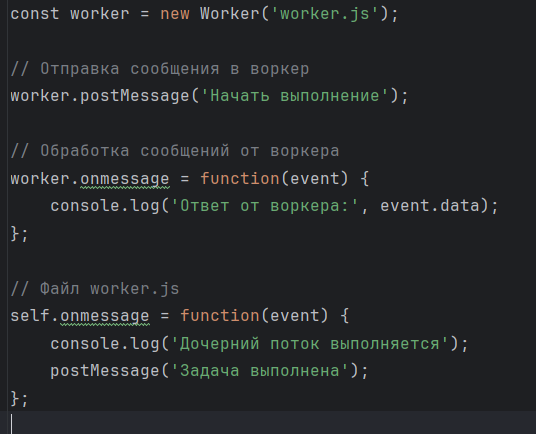 const worker = new Worker('worker.js');
// Отправка сообщения в воркер
worker.postMessage('Начать выполнение');
// Обработка сообщений от воркера
worker.onmessage = function(event) {
    console.log('Ответ от воркера:', event.data);
};
// Файл worker.js
self.onmessage = function(event) {
    console.log('Дочерний поток выполняется');
    postMessage('Задача выполнена');
};